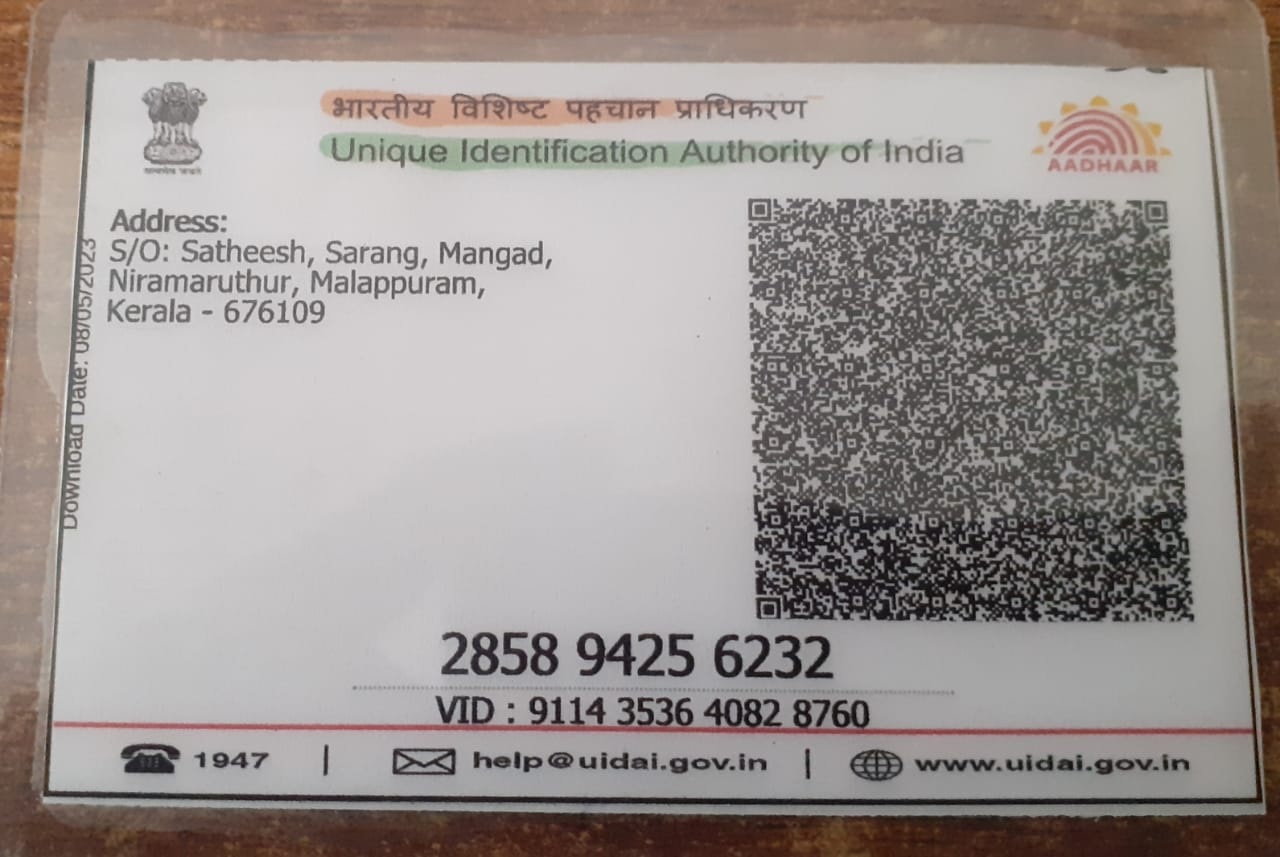 भारतीय विशिष्ट पहचान प्राधिकरण
Unique Identification Authority of India
AADHAAR
Address:
S/O: Satheesh, Sarang, Mangad,
Niramaruthur, Malappuram,
Kerala - 676109
Download Date: 08/05/2023
2858 9425 6232
VID : 9114 3536 4082 8760
1947 | help@uidai.gov.in | www.uidai.gov.in